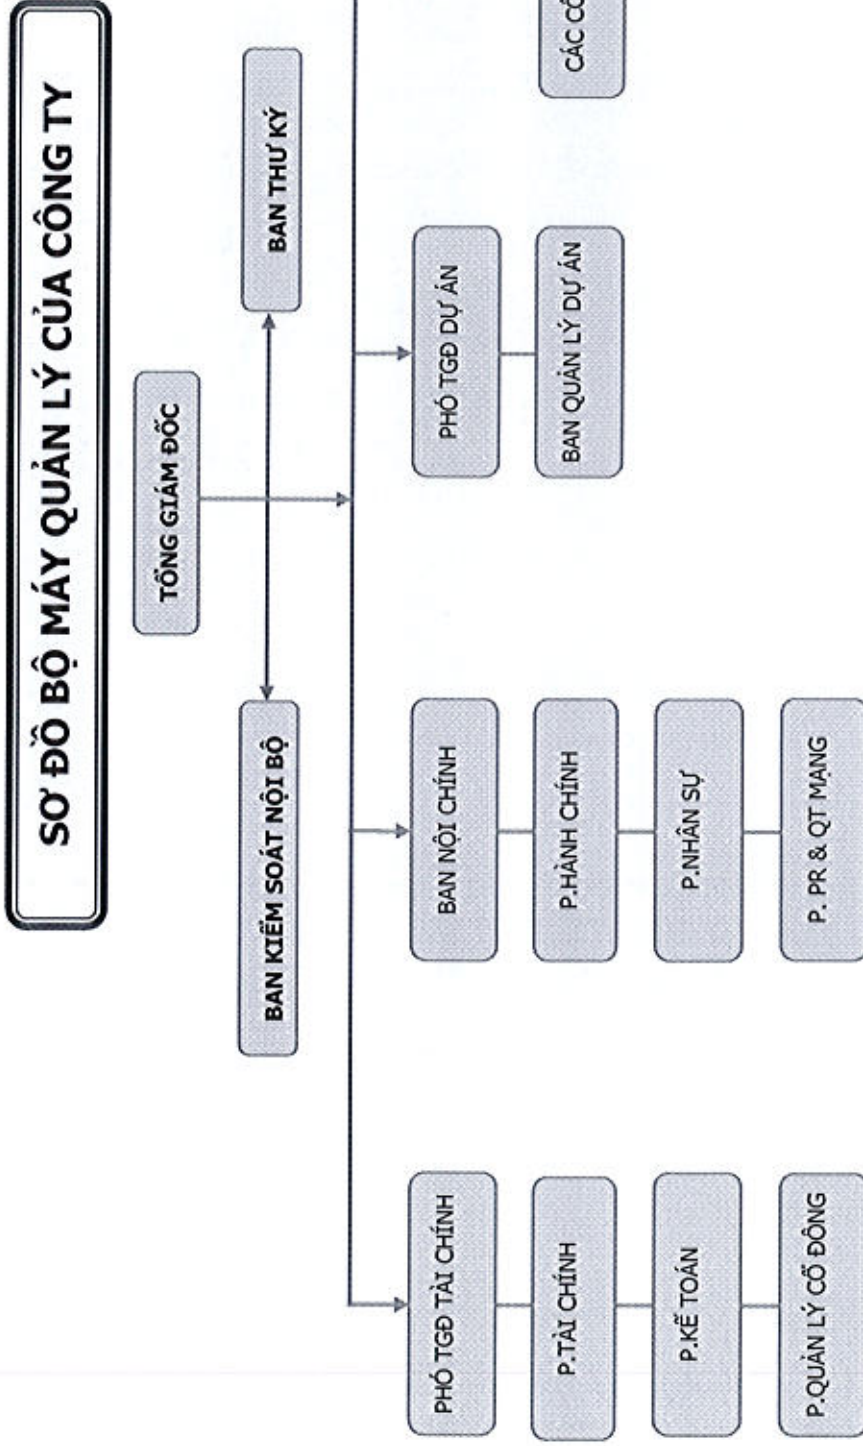 SƠ ĐỒ BỘ MÁY QUẢN LÝ CỦA CÔNG TY
TỔNG GIÁM ĐỐC
BAN KIỂM SOÁT NỘI BỘ
BAN THƯ KÝ
PHÓ TGĐ TÀI CHÍNH
P.TÀI CHÍNH
P.KẾ TOÁN
P.QUẢN LÝ CỔ ĐÔNG
BAN NỘI CHÍNH
P.HÀNH CHÍNH
P.NHÂN SỰ
P. PR & QT MẠNG
PHÓ TGĐ DỰ ÁN
BAN QUẢN LÝ DỰ ÁN
CÁC